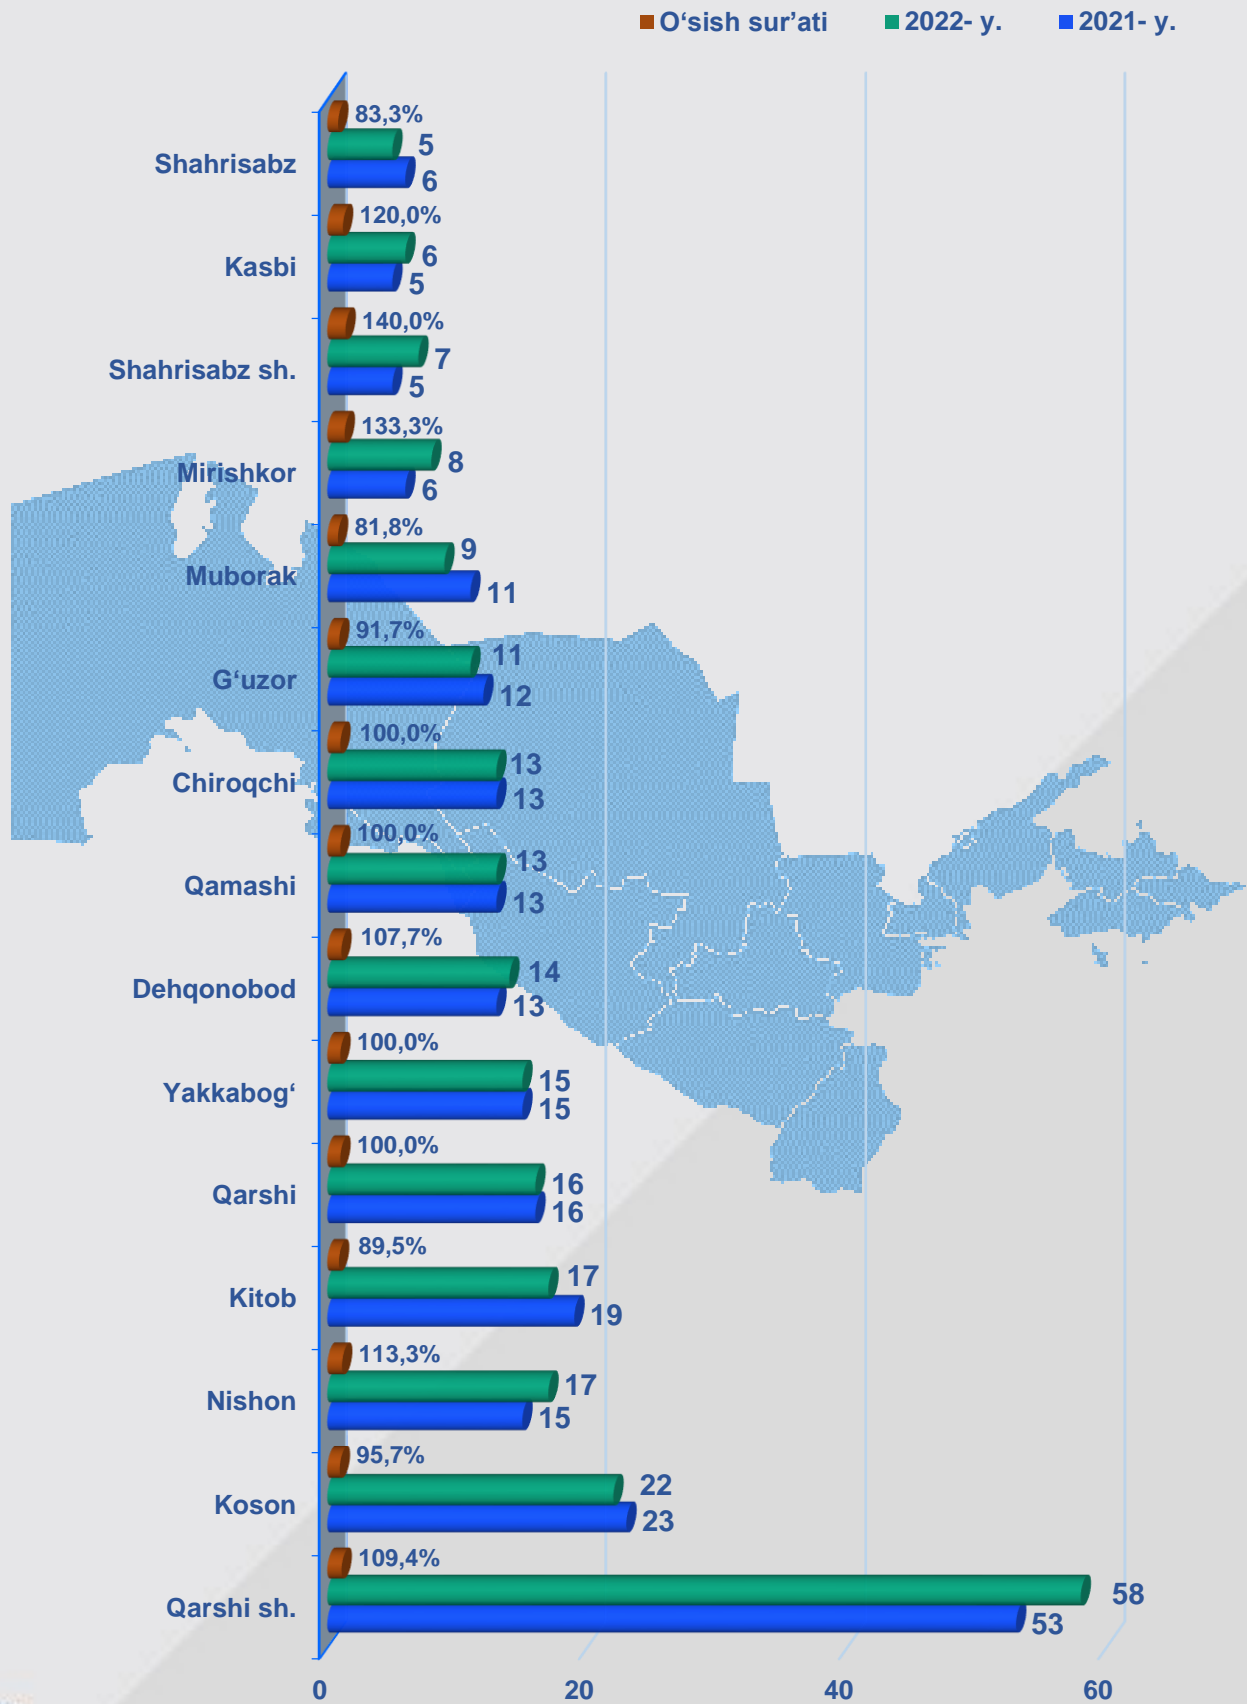 O‘sish sur’ati 2022- y. 2021- y.
83,3%
5
Shahrisabz
6
120,0%
6
Kasbi
5
140,0%
7
Shahrisabz sh.
5
133,3%
8
Mirishkor
6
81,8%
9
Muborak
11
91,7%
11
G‘uzor
12
100,0%
13
Chiroqchi
13
100,0%
13
Qamashi
13
107,7%
14
Dehqonobod
13
100,0%
15
Yakkabog‘
15
100,0%
16
Qarshi
16
89,5%
17
Kitob
19
113,3%
17
Nishon
15
95,7%
22
Koson
23
109,4%
58
Qarshi sh.
53
0 20 40 60